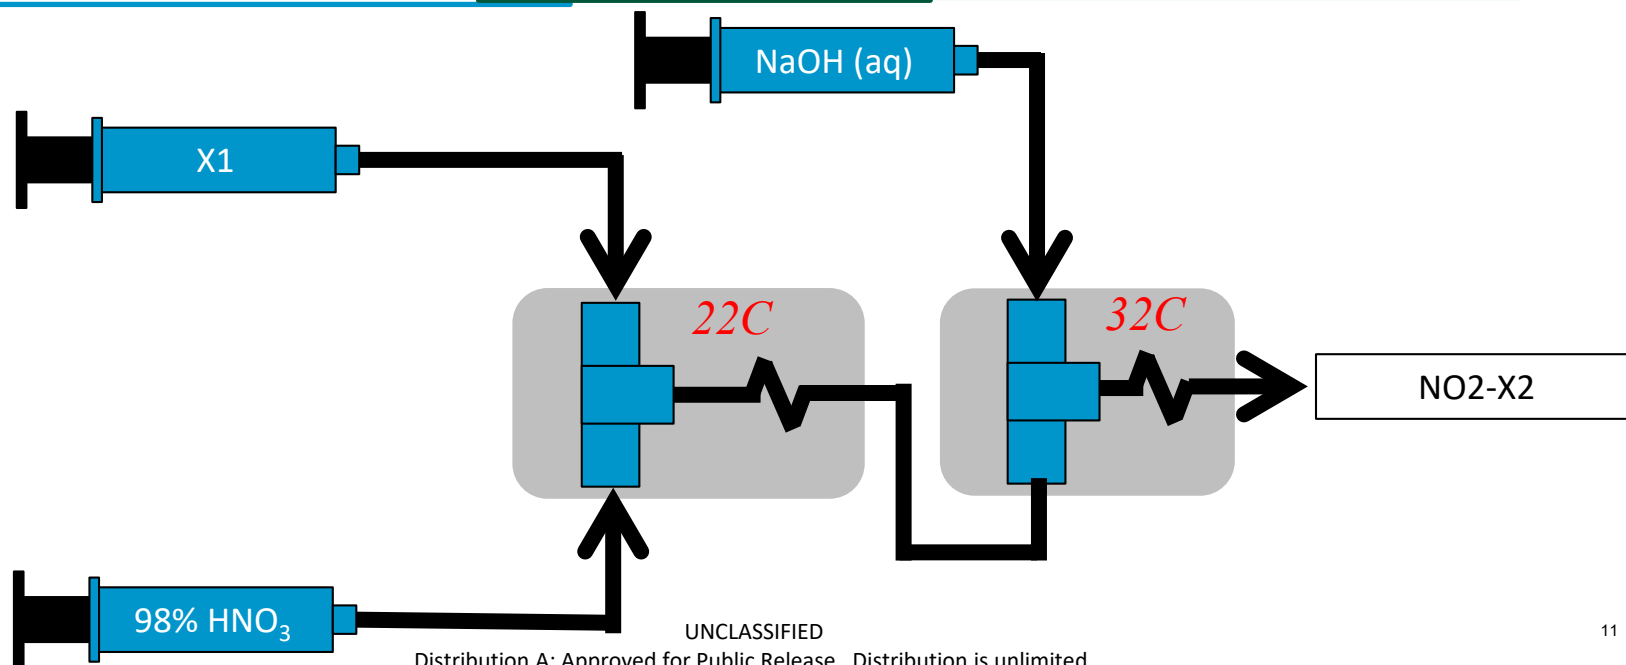 NaOH (aq)
X1
22C
32C
NO2-X2
98% HNO₃
UNCLASSIFIED
11
Distribution A: Approved for Public Release. Distribution is unlimited